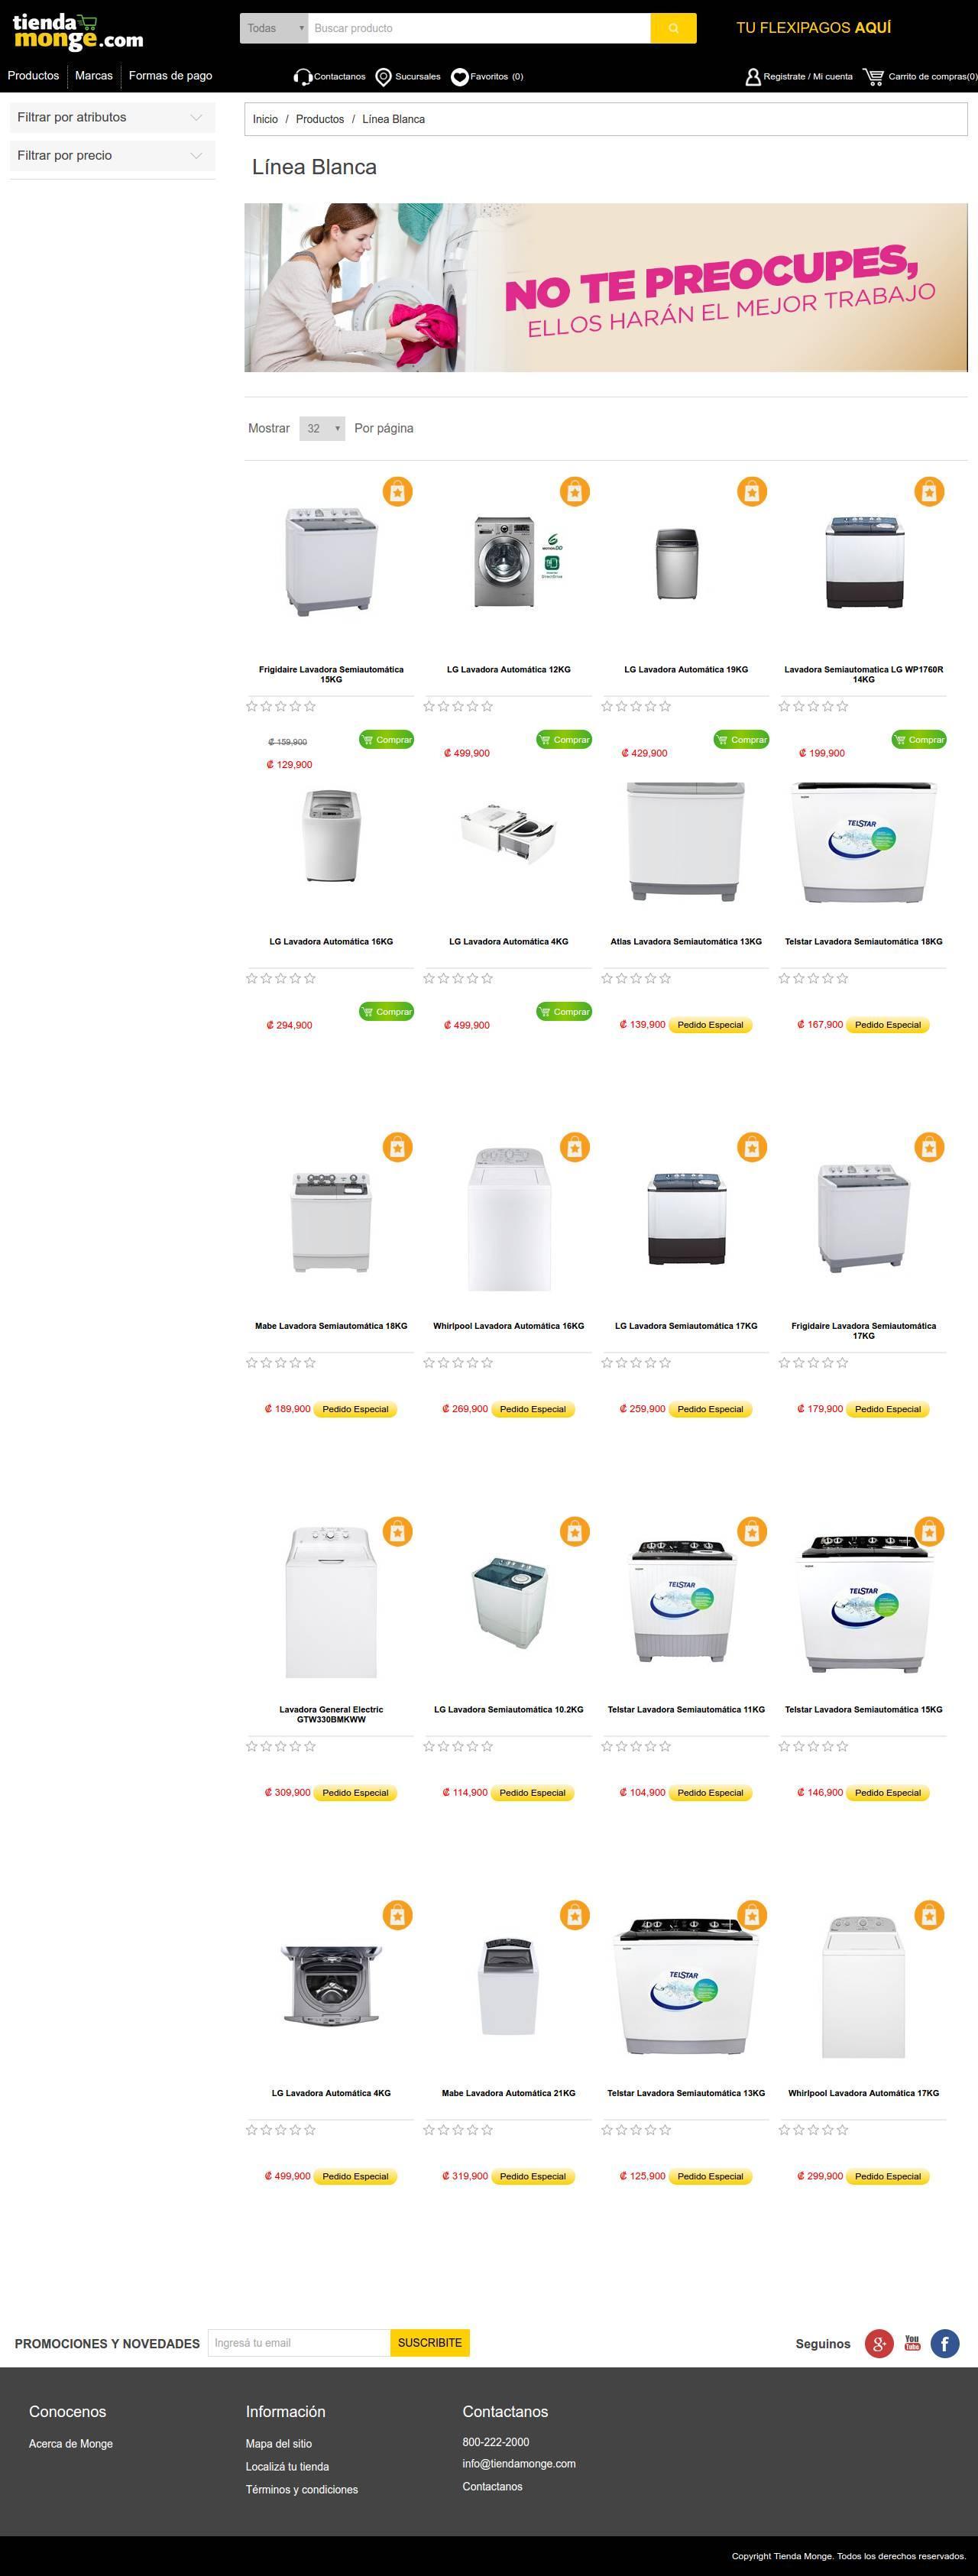 tienda
monge.com
Todas
Buscar producto
TU FLEXIPAGOS AQUÍ
Productos
Marcas
Formas de pago
Contactanos
Sucursales
Favoritos (0)
Registrate / Mi cuenta
Carrito de compras(0)
Filtrar por atributos
Filtrar por precio
Inicio / Productos / Línea Blanca
Línea Blanca
NO TE PREOCUPES,
ELLOS HARÁN EL MEJOR TRABAJO
Mostrar 32 Por página
Frigidaire Lavadora Semiautomática
15KG
LG Lavadora Automática 12KG
LG Lavadora Automática 19KG
Lavadora Semiautomatica LG WP1760R
14KG
₡ 159,900
Comprar
₡ 129,900
₡ 499,900
Comprar
₡ 429,900
Comprar
₡ 199,900
Comprar
TELSTAR
LG Lavadora Automática 16KG
LG Lavadora Automática 4KG
Atlas Lavadora Semiautomática 13KG
Telstar Lavadora Semiautomática 18KG
₡ 294,900
Comprar
₡ 499,900
Comprar
₡ 139,900 Pedido Especial
₡ 167,900 Pedido Especial
Mabe Lavadora Semiautomática 18KG
Whirlpool Lavadora Automática 16KG
LG Lavadora Semiautomática 17KG
Frigidaire Lavadora Semiautomática
17KG
₡ 189,900 Pedido Especial
₡ 269,900 Pedido Especial
₡ 259,900 Pedido Especial
₡ 179,900 Pedido Especial
TELSTAR
TELSTAR
Lavadora General Electric
GTW330BMKWW
LG Lavadora Semiautomática 10.2KG
Telstar Lavadora Semiautomática 11KG
Telstar Lavadora Semiautomática 15KG
₡ 309,900 Pedido Especial
₡ 114,900 Pedido Especial
₡ 104,900 Pedido Especial
₡ 146,900 Pedido Especial
TELSTAR
LG Lavadora Automática 4KG
Mabe Lavadora Automática 21KG
Telstar Lavadora Semiautomática 13KG
Whirlpool Lavadora Automática 17KG
₡ 499,900 Pedido Especial
₡ 319,900 Pedido Especial
₡ 125,900 Pedido Especial
₡ 299,900 Pedido Especial
PROMOCIONES Y NOVEDADES
Ingresá tu email
SUSCRIBITE
Seguinos
g+
You
Tube
f
Conocenos
Acerca de Monge
Información
Mapa del sitio
Localizá tu tienda
Términos y condiciones
Contactanos
800-222-2000
info@tiendamonge.com
Contactanos
Copyright Tienda Monge. Todos los derechos reservados.